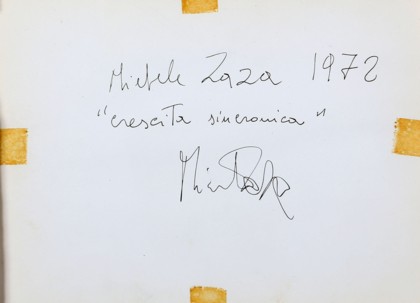 Michele Zaza 1972
"crescita sincronica"